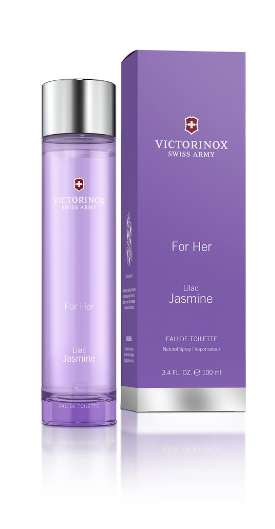 VICTORINOX
SWISS ARMY
For Her
Lilac
Jasmine
EAU DE TOILETTE
VICTORINOX
SWISS ARMY
For Her
Lilac
Jasmine
EAU DE TOILETTE
Natural Spray | Vaporisateur
3.4 FL. OZ. ℮ 100 ml